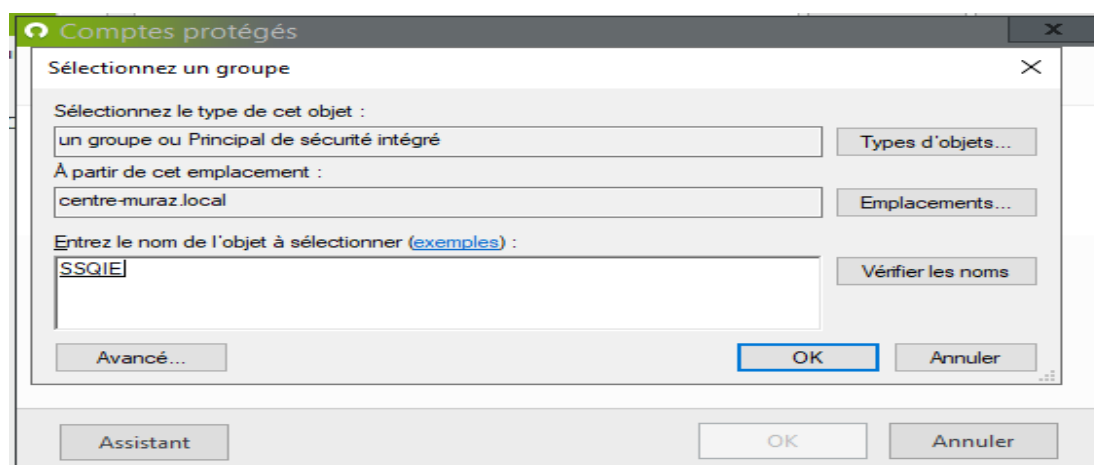 Comptes protégés
Sélectionnez un groupe
Sélectionnez le type de cet objet :
un groupe ou Principal de sécurité intégré
Types d'objets...
À partir de cet emplacement :
centre-muraz.local
Emplacements...
Entrez le nom de l'objet à sélectionner (exemples) :
SSQIE
Vérifier les noms
Avancé...
OK
Annuler
Assistant
OK
Annuler